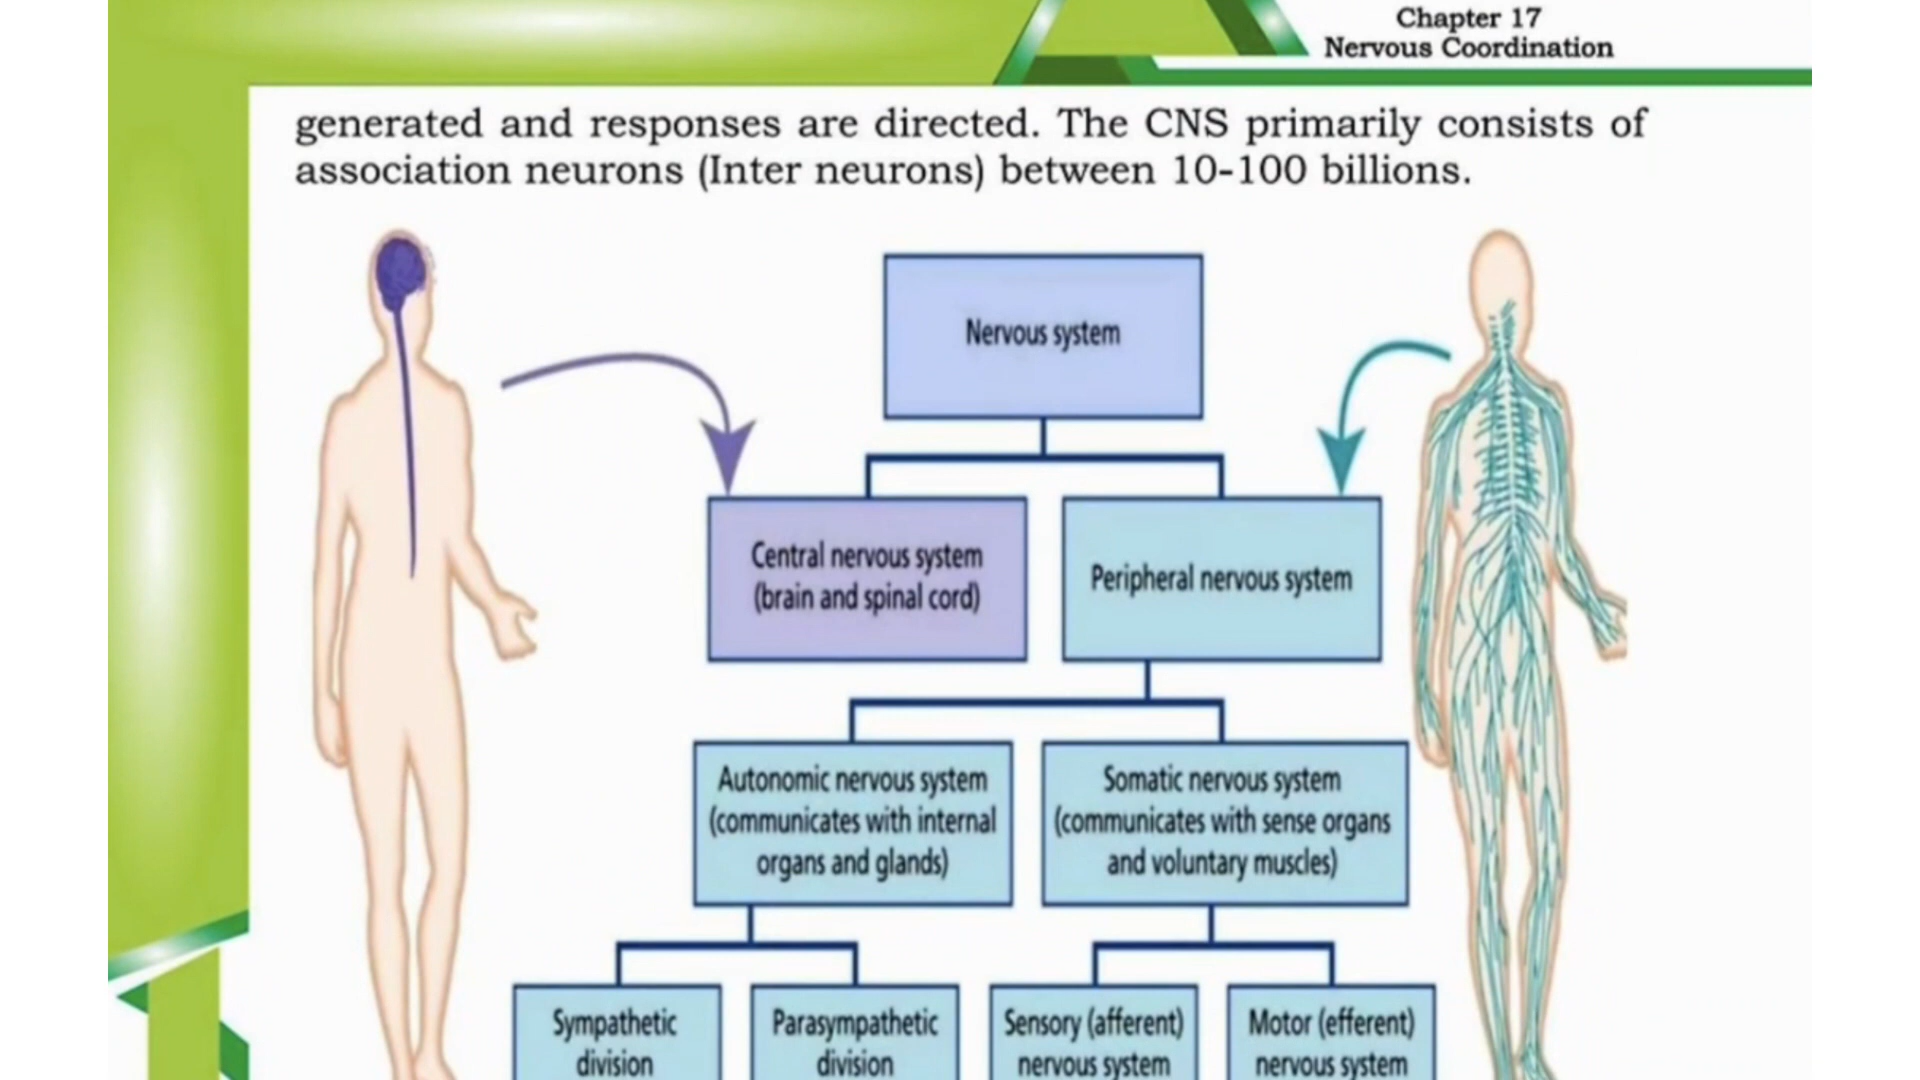 Chapter 17
Nervous Coordination
generated and responses are directed. The CNS primarily consists of
association neurons (Inter neurons) between 10-100 billions.
Nervous system
Central nervous system
(brain and spinal cord)
Peripheral nervous system
Autonomic nervous system
(communicates with internal
organs and glands)
Somatic nervous system
(communicates with sense organs
and voluntary muscles)
Sympathetic
division
Parasympathetic
division
Sensory (afferent)
nervous system
Motor (efferent)
nervous system